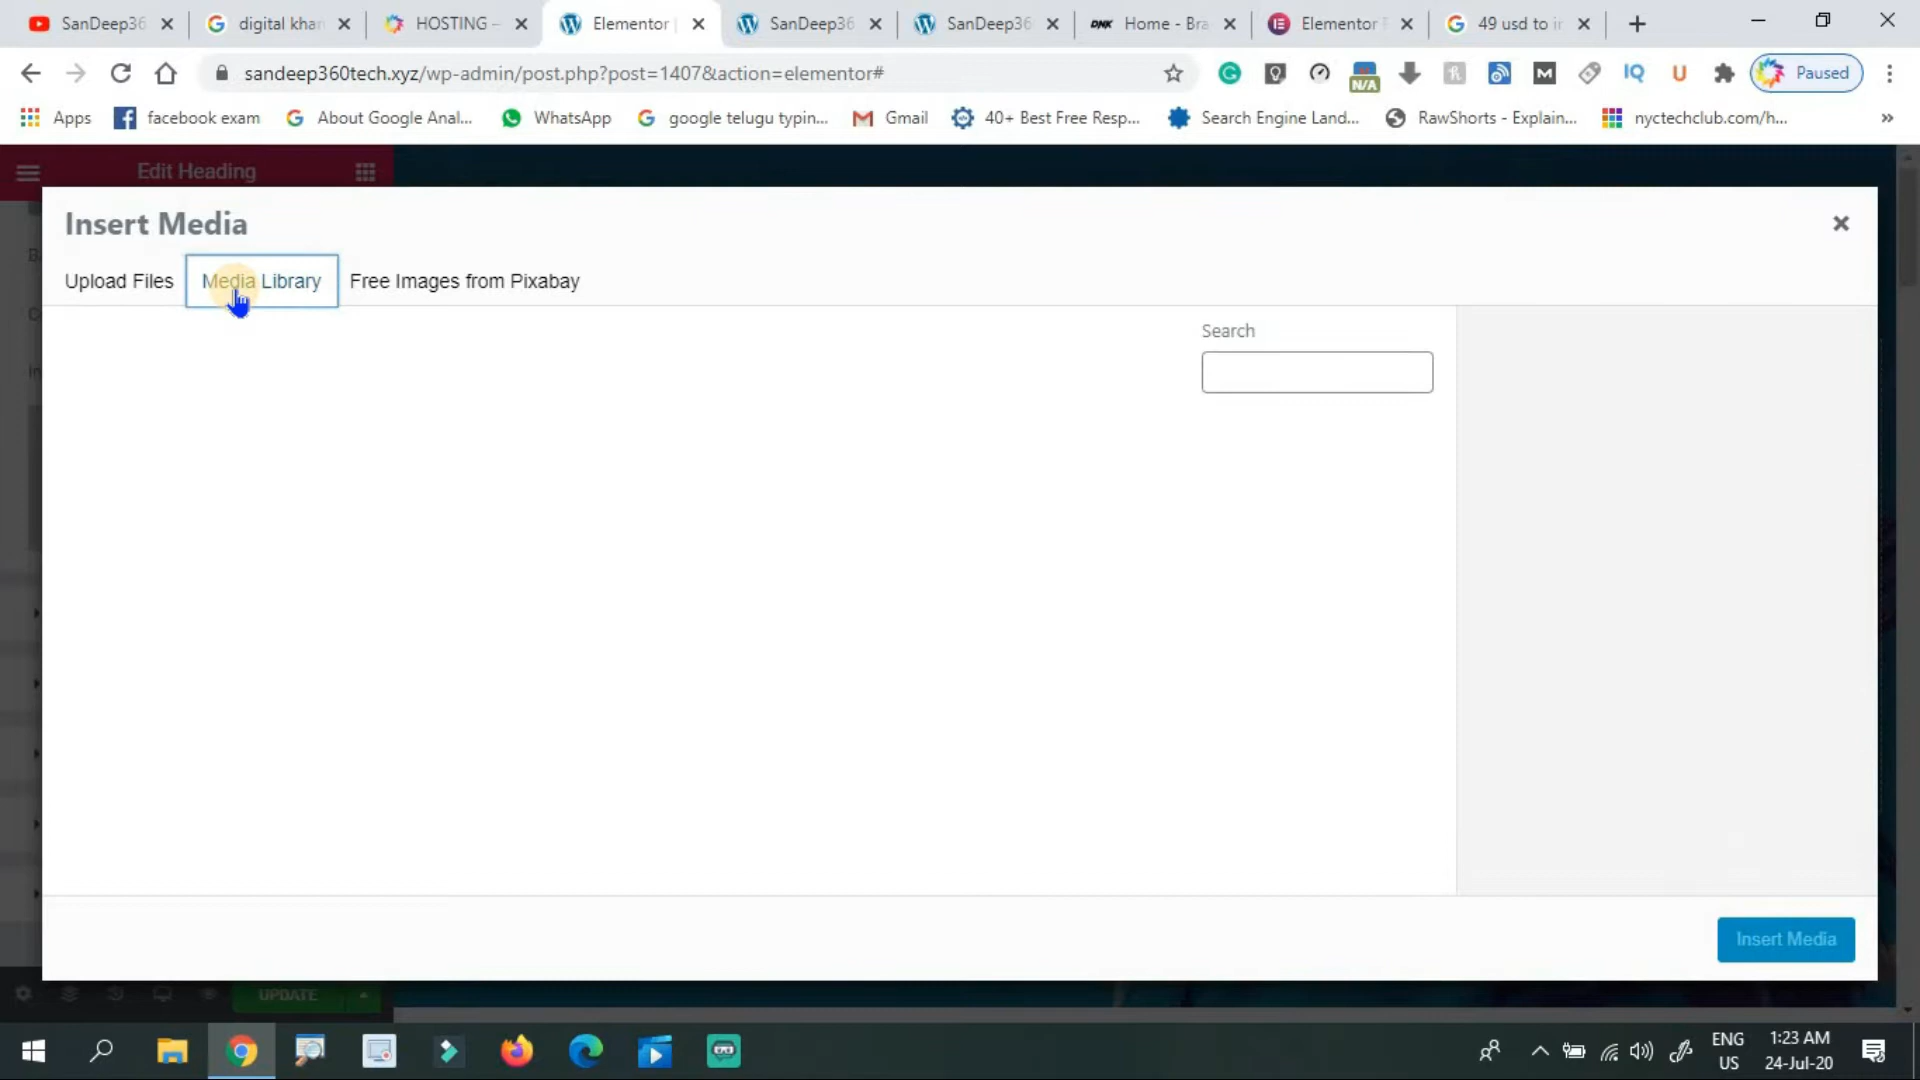 SanDeep36
digital khan
HOSTING –
Elementor
SanDeep36
SanDeep36
DNK Home - Bra
Elementor
49 usd to in
sandeep360tech.xyz/wp-admin/post.php?post=1407&action=elementor#
N/A
M
IQ
U
Paused
Apps
facebook exam
About Google Anal...
WhatsApp
google telugu typin...
Gmail
40+ Best Free Resp...
Search Engine Land...
RawShorts - Explain...
nyctechclub.com/h...
»
Edit Heading
Insert Media
Upload Files
Media Library
Free Images from Pixabay
Search
Insert Media
UPDATE
ENG
US
1:23 AM
24-Jul-20